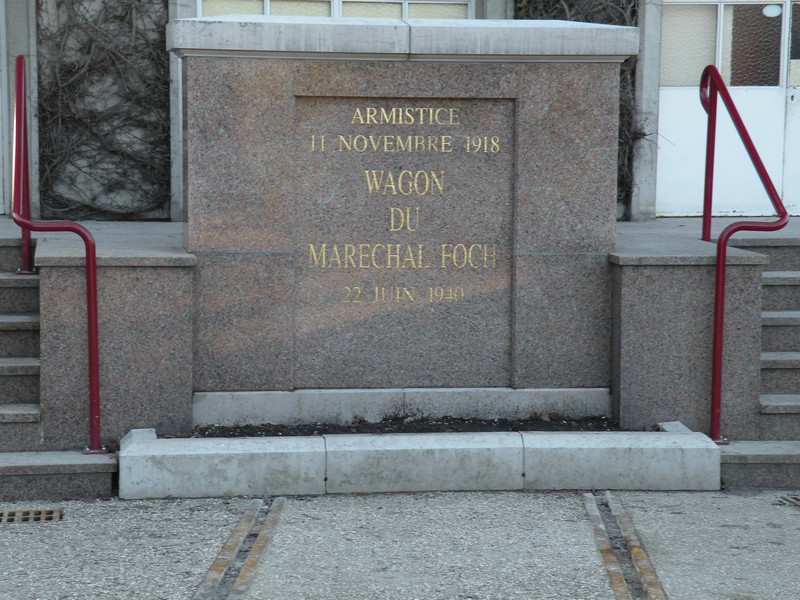 ARMISTICE
11 NOVEMBRE 1918
WAGON
DU
MARECHAL FOCH
22 JUIN 1940